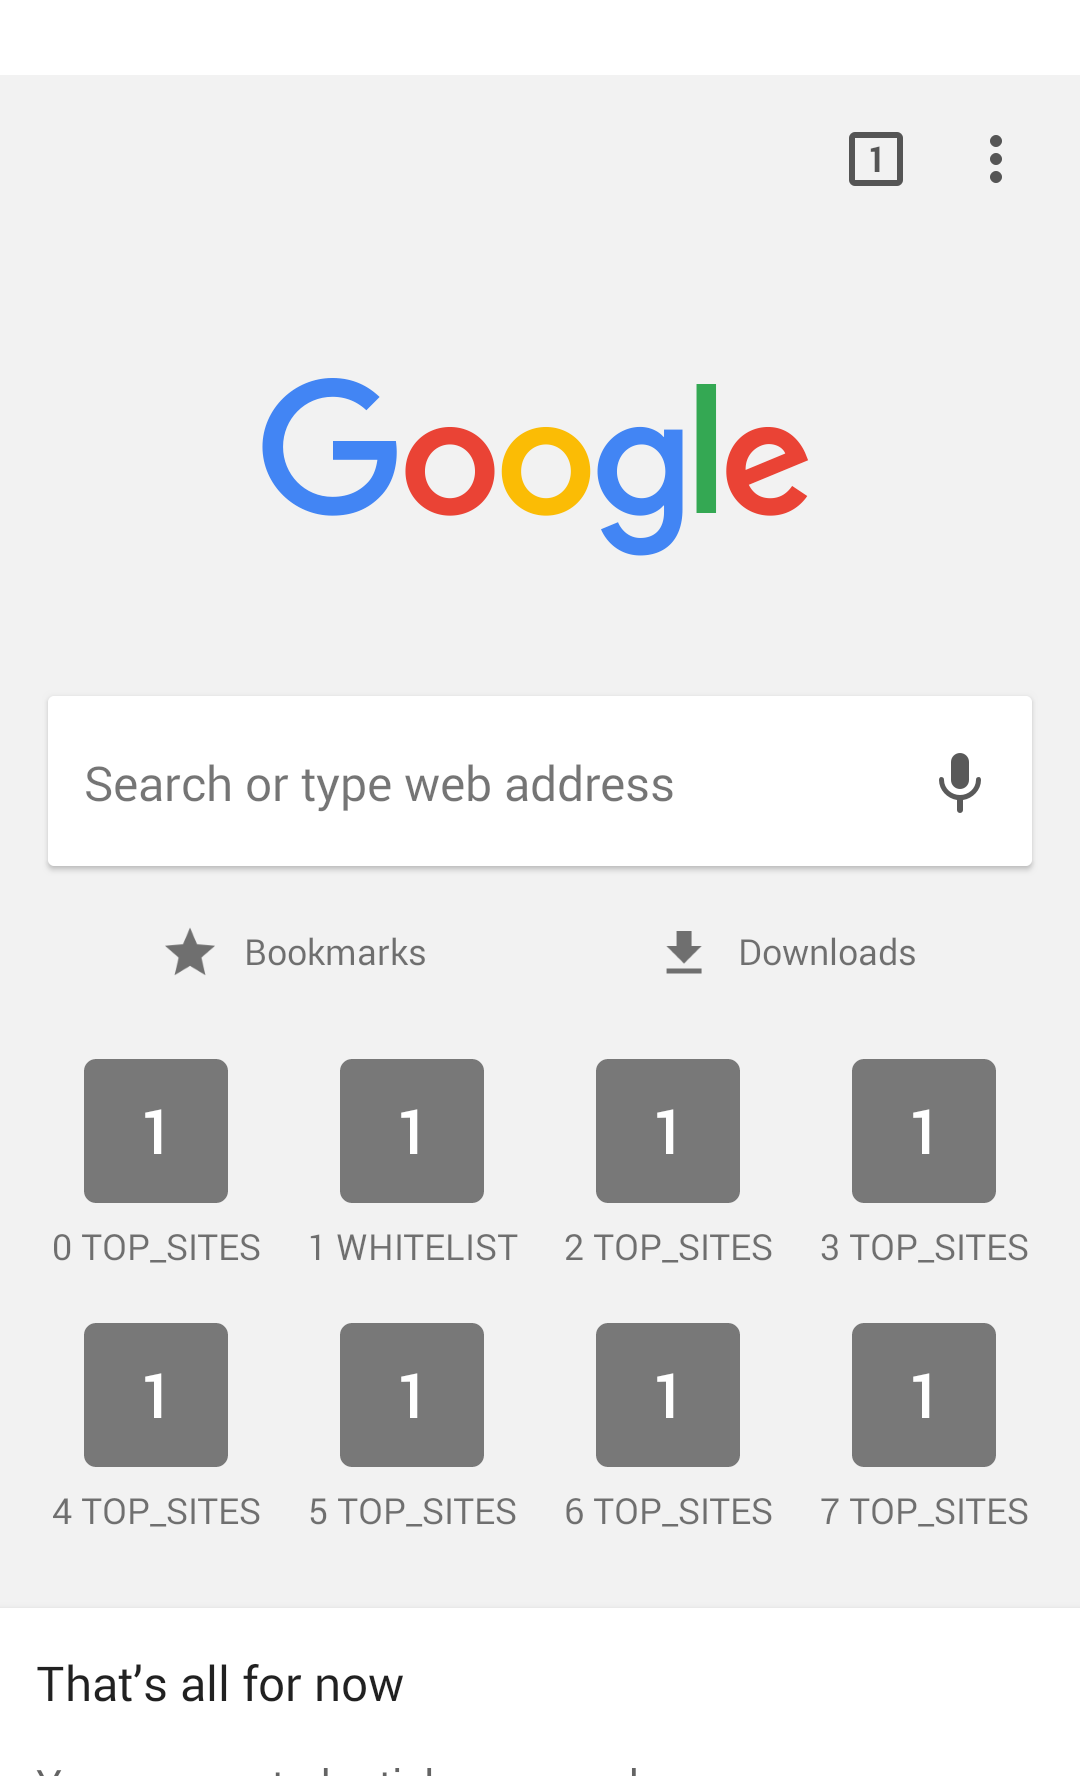 1
Google
Search or type web address
Bookmarks Downloads
1 1 1 1
0 TOP_SITES 1 WHITELIST 2 TOP_SITES 3 TOP_SITES
1 1 1 1
4 TOP_SITES 5 TOP_SITES 6 TOP_SITES 7 TOP_SITES
That's all for now